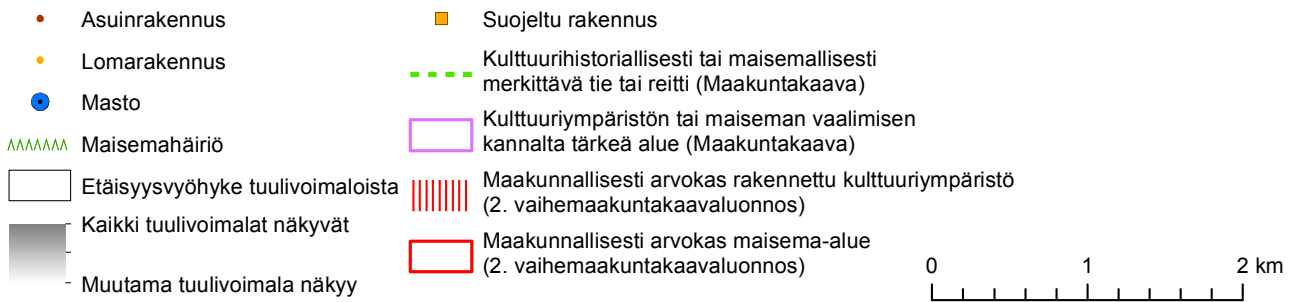 Asuinrakennus
Lomarakennus
Masto
Maisemahäiriö
Etäisyysvyöhyke tuulivoimaloista
Kaikki tuulivoimalat näkyvät
Muutama tuulivoimala näkyy
Suojeltu rakennus
Kulttuurihistoriallisesti tai maisemallisesti
merkittävä tie tai reitti (Maakuntakaava)
Kulttuuriympäristön tai maiseman vaalimisen
kannalta tärkeä alue (Maakuntakaava)
Maakunnallisesti arvokas rakennettu kulttuuriympäristö
(2. vaihemaakuntakaavaluonnos)
Maakunnallisesti arvokas maisema-alue
(2. vaihemaakuntakaavaluonnos)
0 1 2 km